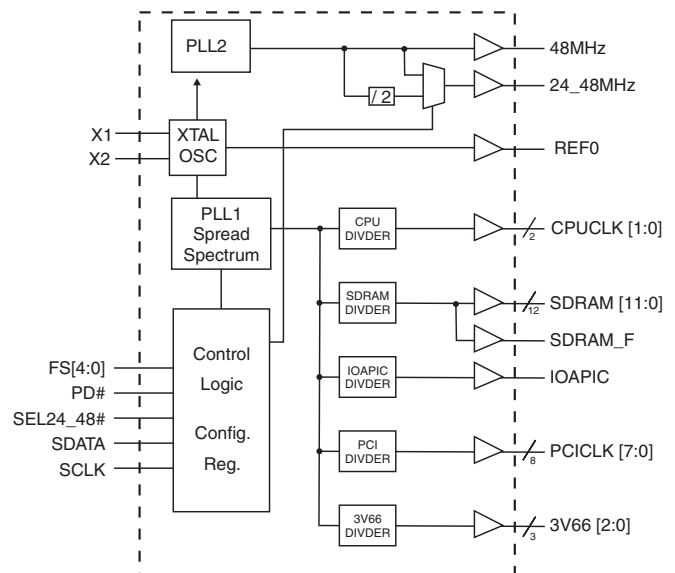 PLL2
48MHz
/ 2
24_48MHz
X1
X2
XTAL
OSC
REF0
PLL1
Spread
Spectrum
CPU
DIVDER
2
CPUCLK [1:0]
SDRAM
DIVDER
12
SDRAM [11:0]
SDRAM_F
Control
Logic
Config.
Reg.
FS[4:0]
PD#
SEL24_48#
SDATA
SCLK
IOAPIC
DIVDER
IOAPIC
PCI
DIVDER
8
PCICLK [7:0]
3V66
DIVDER
3
3V66 [2:0]